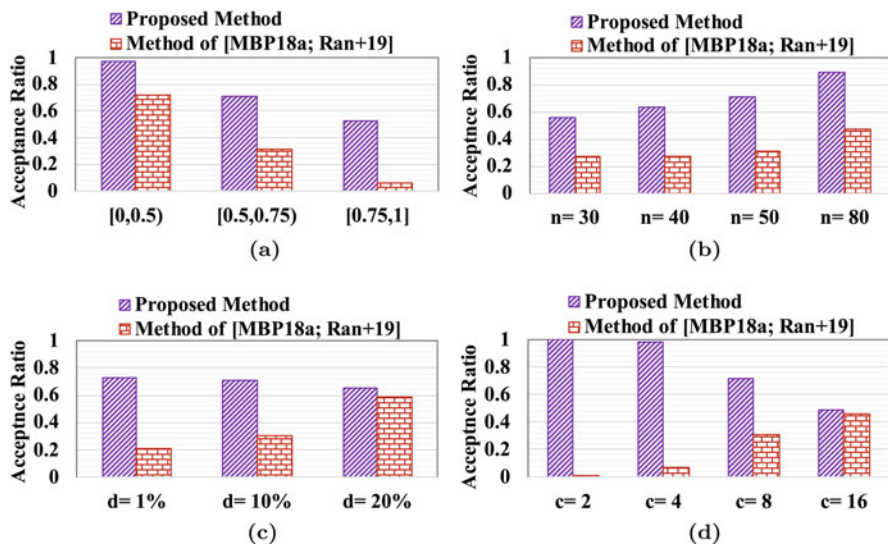 Proposed Method
Method of [MBP18a; Ran+19]
Acceptance Ratio
1
0.8
0.6
0.4
0.2
0
[0,0.5)
[0.5,0.75)
[0.75,1]
(a)
Proposed Method
Method of [MBP18a; Ran+19]
Acceptnce Ratio
1
0.8
0.6
0.4
0.2
0
n= 30
n= 40
n= 50
n= 80
(b)
Proposed Method
Method of [MBP18a; Ran+19]
Acceptnce Ratio
1
0.8
0.6
0.4
0.2
0
d= 1%
d= 10%
d= 20%
(c)
Proposed Method
Method of [MBP18a; Ran+19]
Acceptnce Ratio
1
0.8
0.6
0.4
0.2
0
c= 2
c= 4
c= 8
c= 16
(d)